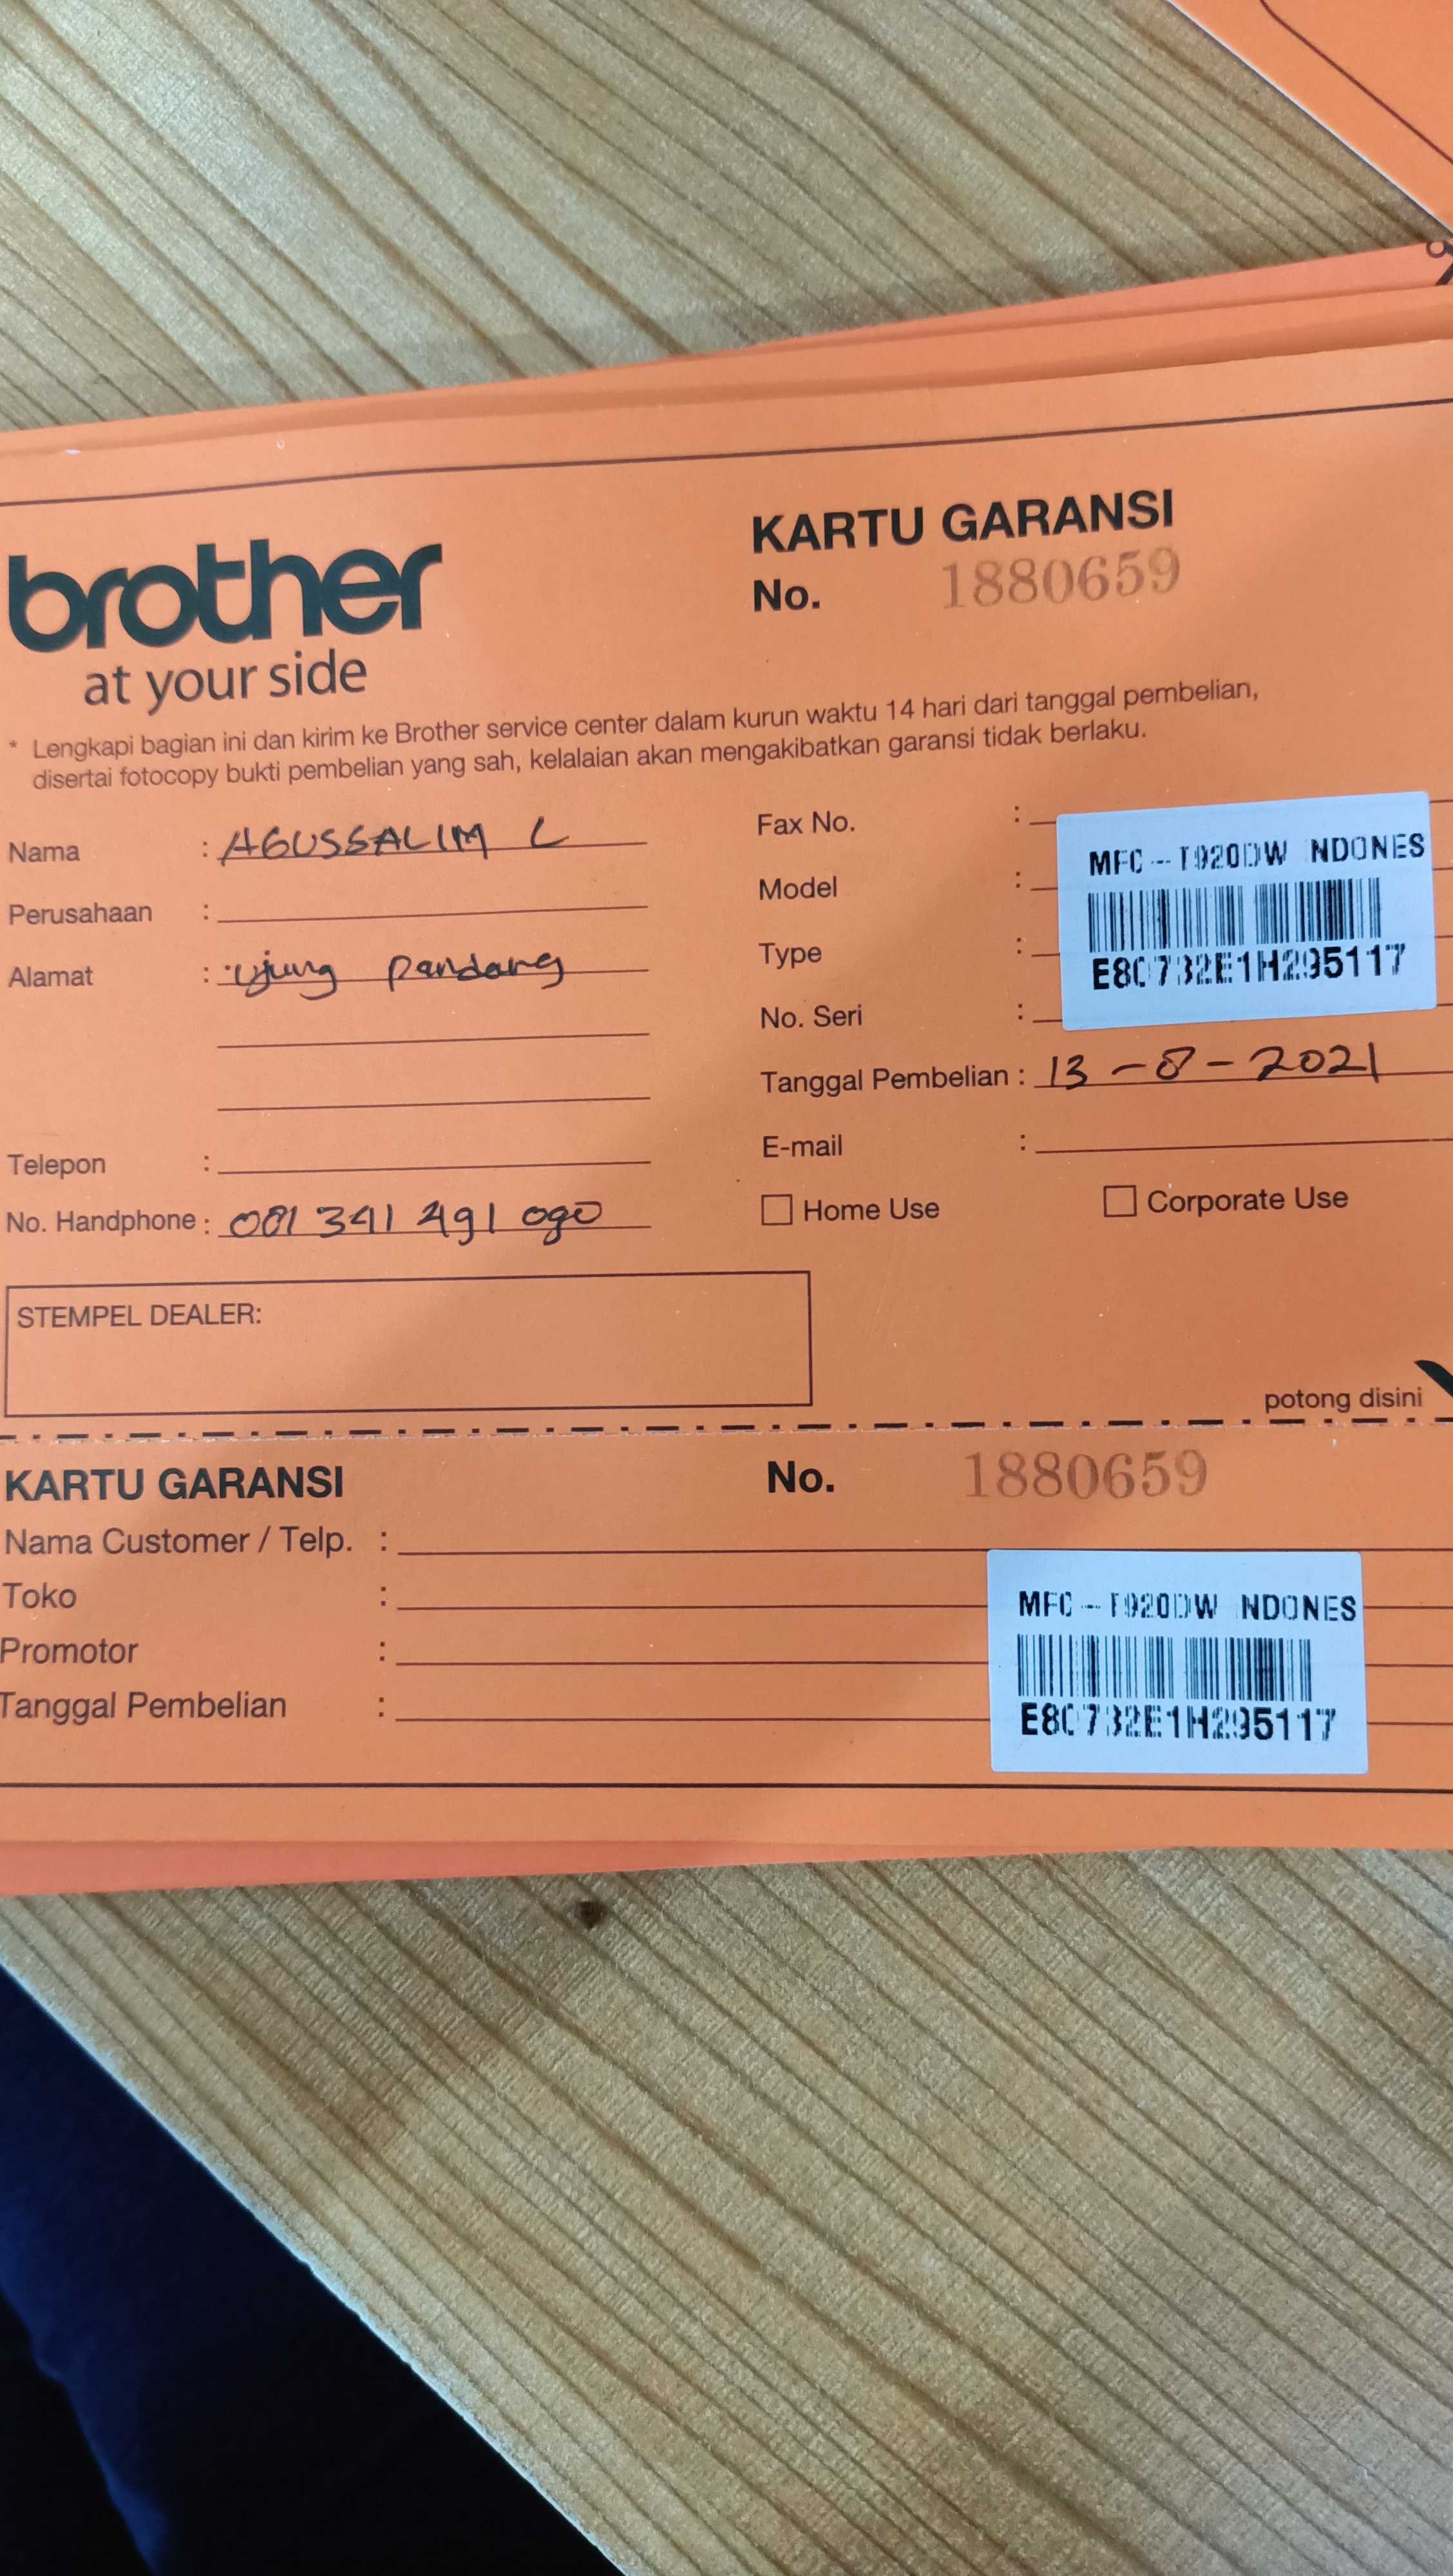 brother
at your side
KARTU GARANSI
No. 1880659
* Lengkapi bagian ini dan kirim ke Brother service center dalam kurun waktu 14 hari dari tanggal pembelian,
disertai fotocopy bukti pembelian yang sah, kelalaian akan mengakibatkan garansi tidak berlaku.
Nama : AGUSSALIM L
Perusahaan :
Alamat : ujung pandang
Telepon :
No. Handphone : 081 341 491 090
Fax No. :
Model :
Type :
No. Seri :
MFC-T920DW NDONES
E80732E1H295117
Tanggal Pembelian : 13-8-2021
E-mail :
Home Use
Corporate Use
STEMPEL DEALER:
potong disini
KARTU GARANSI
No. 1880659
Nama Customer / Telp. :
Toko :
Promotor :
Tanggal Pembelian :
MFC-T920DW NDONES
E80732E1H295117